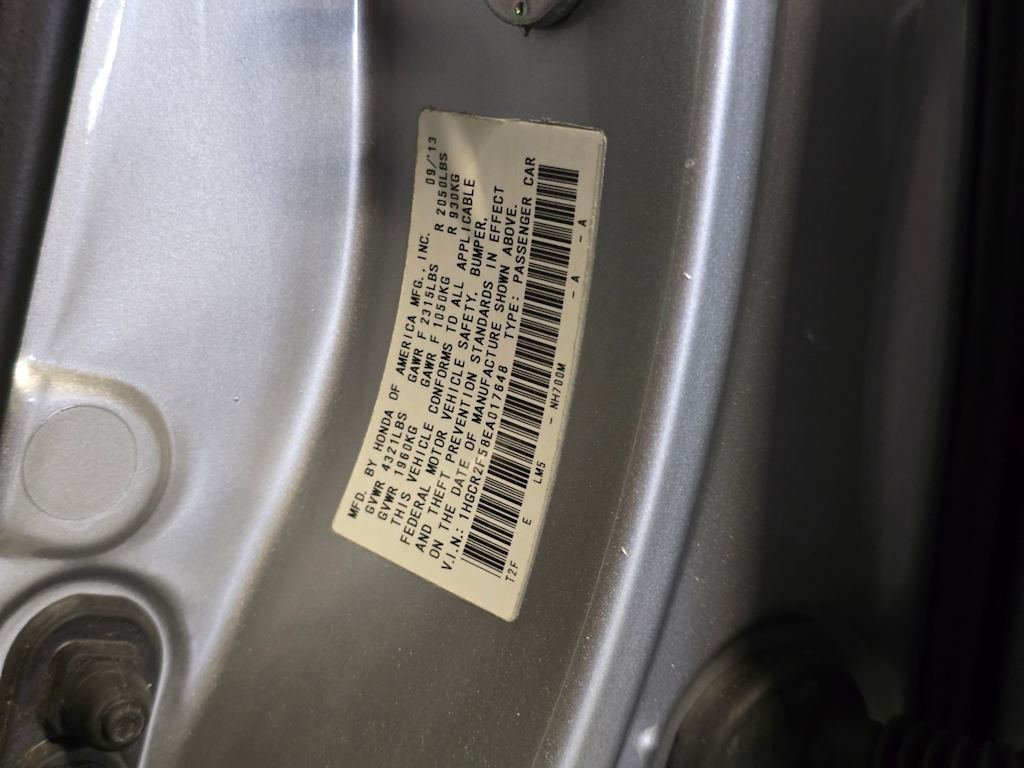 MFD. BY HONDA OF AMERICA MFG., INC. 09/'13
GVWR 4321LBS GAWR F 2315LBS R 2050LBS
GVWR 1960KG GAWR F 1050KG R 930KG
THIS VEHICLE CONFORMS TO ALL APPLICABLE
FEDERAL MOTOR VEHICLE SAFETY, BUMPER,
AND THEFT PREVENTION STANDARDS IN EFFECT
ON THE DATE OF MANUFACTURE SHOWN ABOVE.
V.I.N.: 1HGCR2F58EA017648 TYPE: PASSENGER CAR
T2F E LM5 - NH700M - A - A